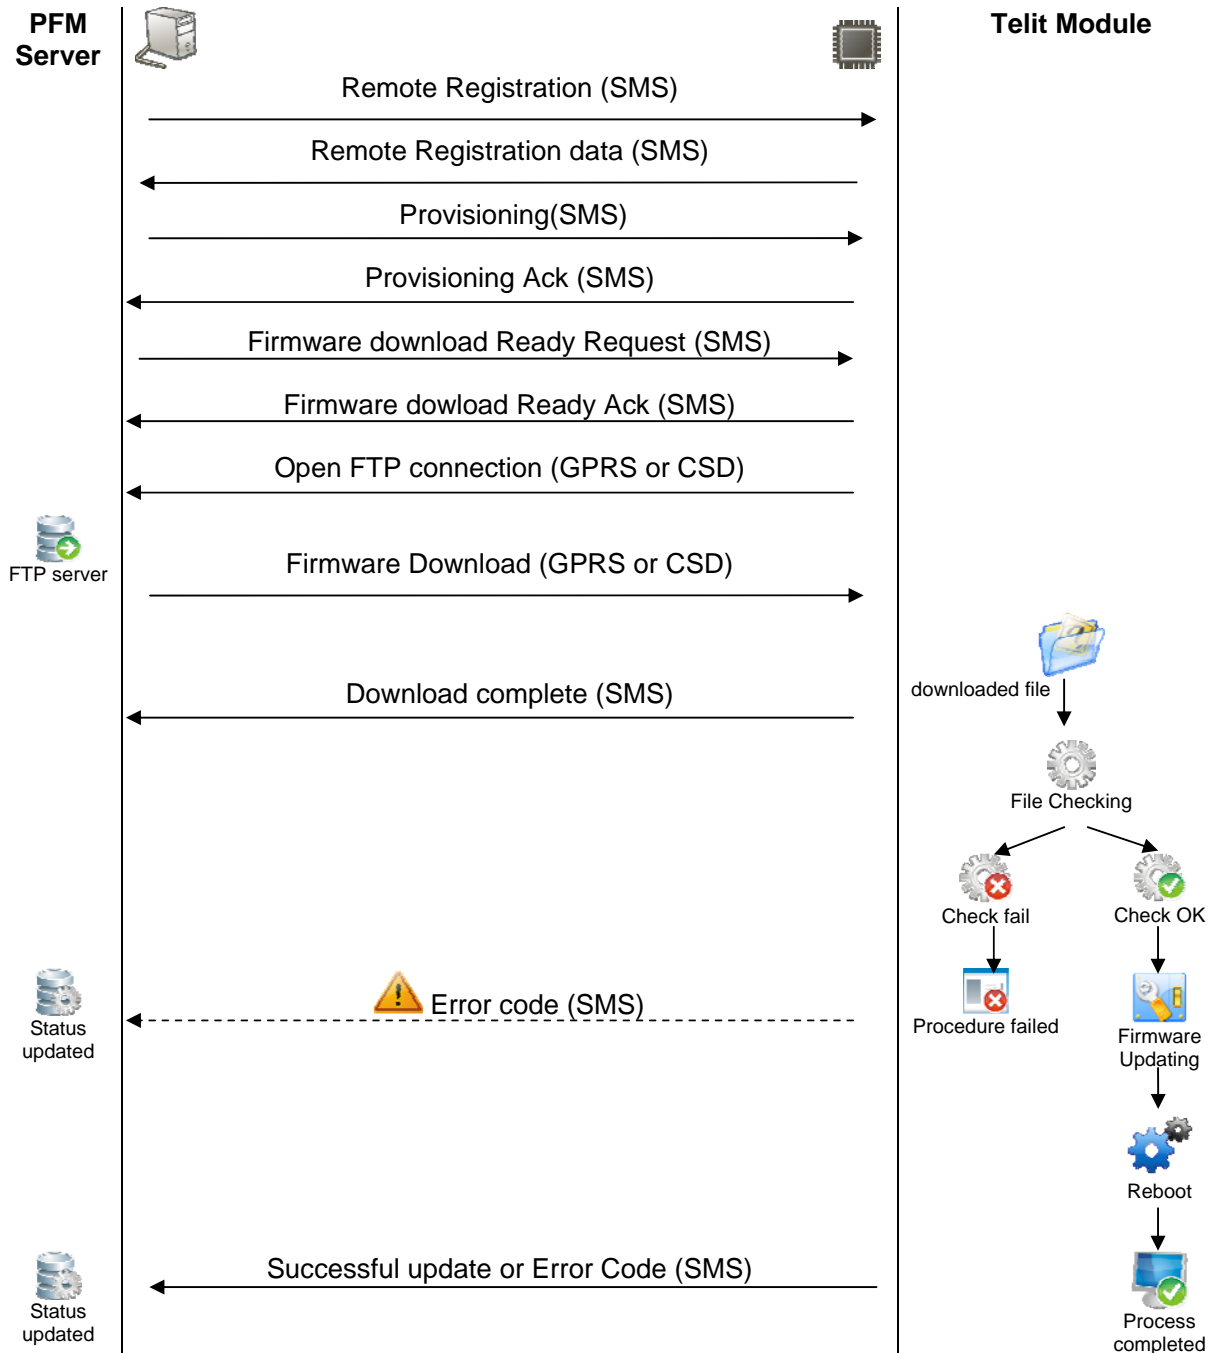 PFM
Server
Telit Module
Remote Registration (SMS)
Remote Registration data (SMS)
Provisioning(SMS)
Provisioning Ack (SMS)
Firmware download Ready Request (SMS)
Firmware dowload Ready Ack (SMS)
Open FTP connection (GPRS or CSD)
FTP server
Firmware Download (GPRS or CSD)
downloaded file
Download complete (SMS)
File Checking
Check fail
Check OK
Error code (SMS)
Status
updated
Procedure failed
Firmware
Updating
Reboot
Successful update or Error Code (SMS)
Status
updated
Process
completed